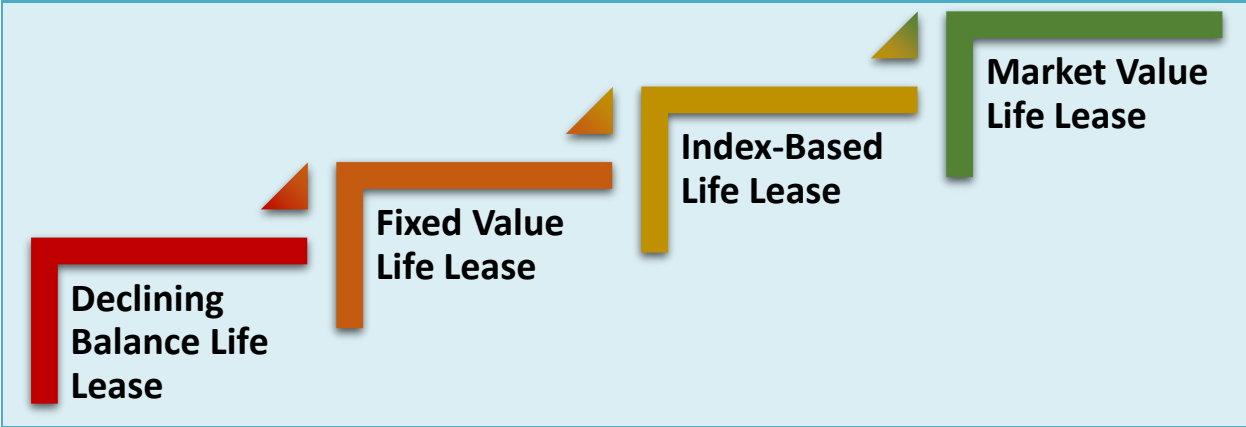 Declining
Balance Life
Lease
Fixed Value
Life Lease
Index-Based
Life Lease
Market Value
Life Lease